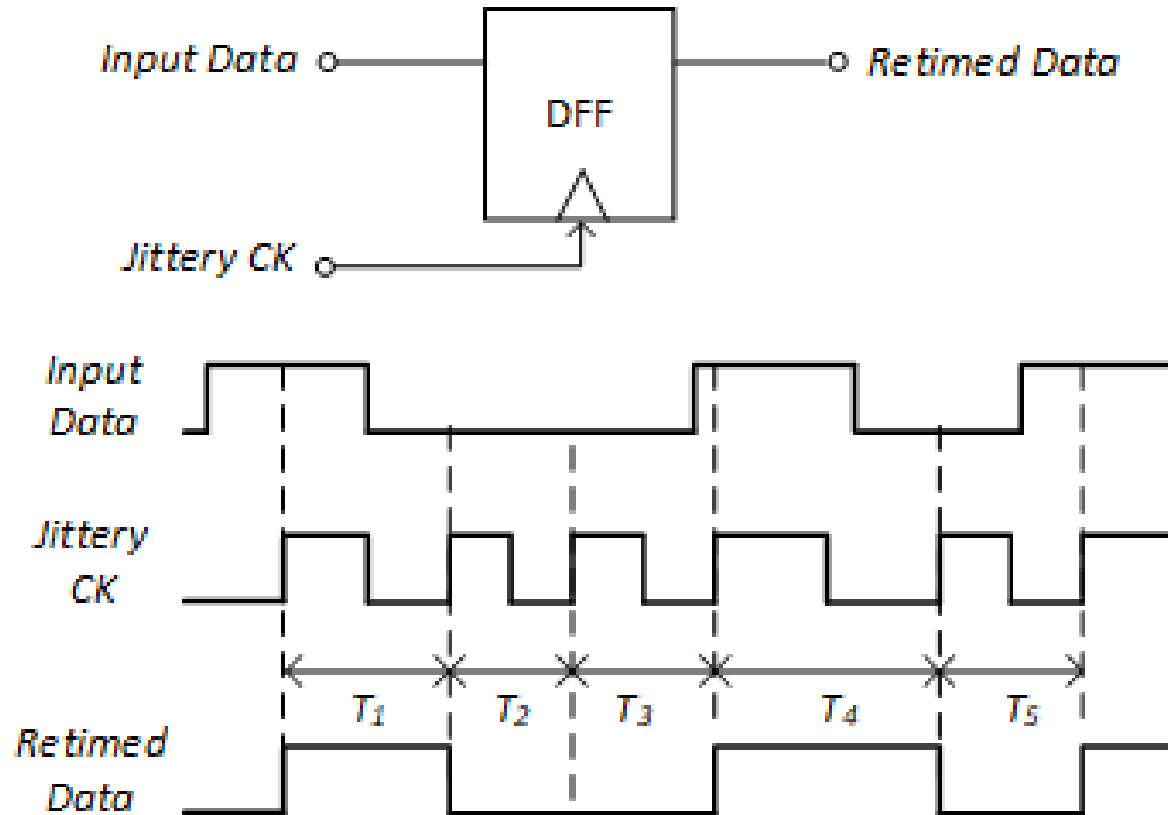 Input Data
Retimed Data
DFF
Jittery CK
Input
Data
Jittery
CK
T₁ T₂ T₃ T₄ T₅
Retimed
Data